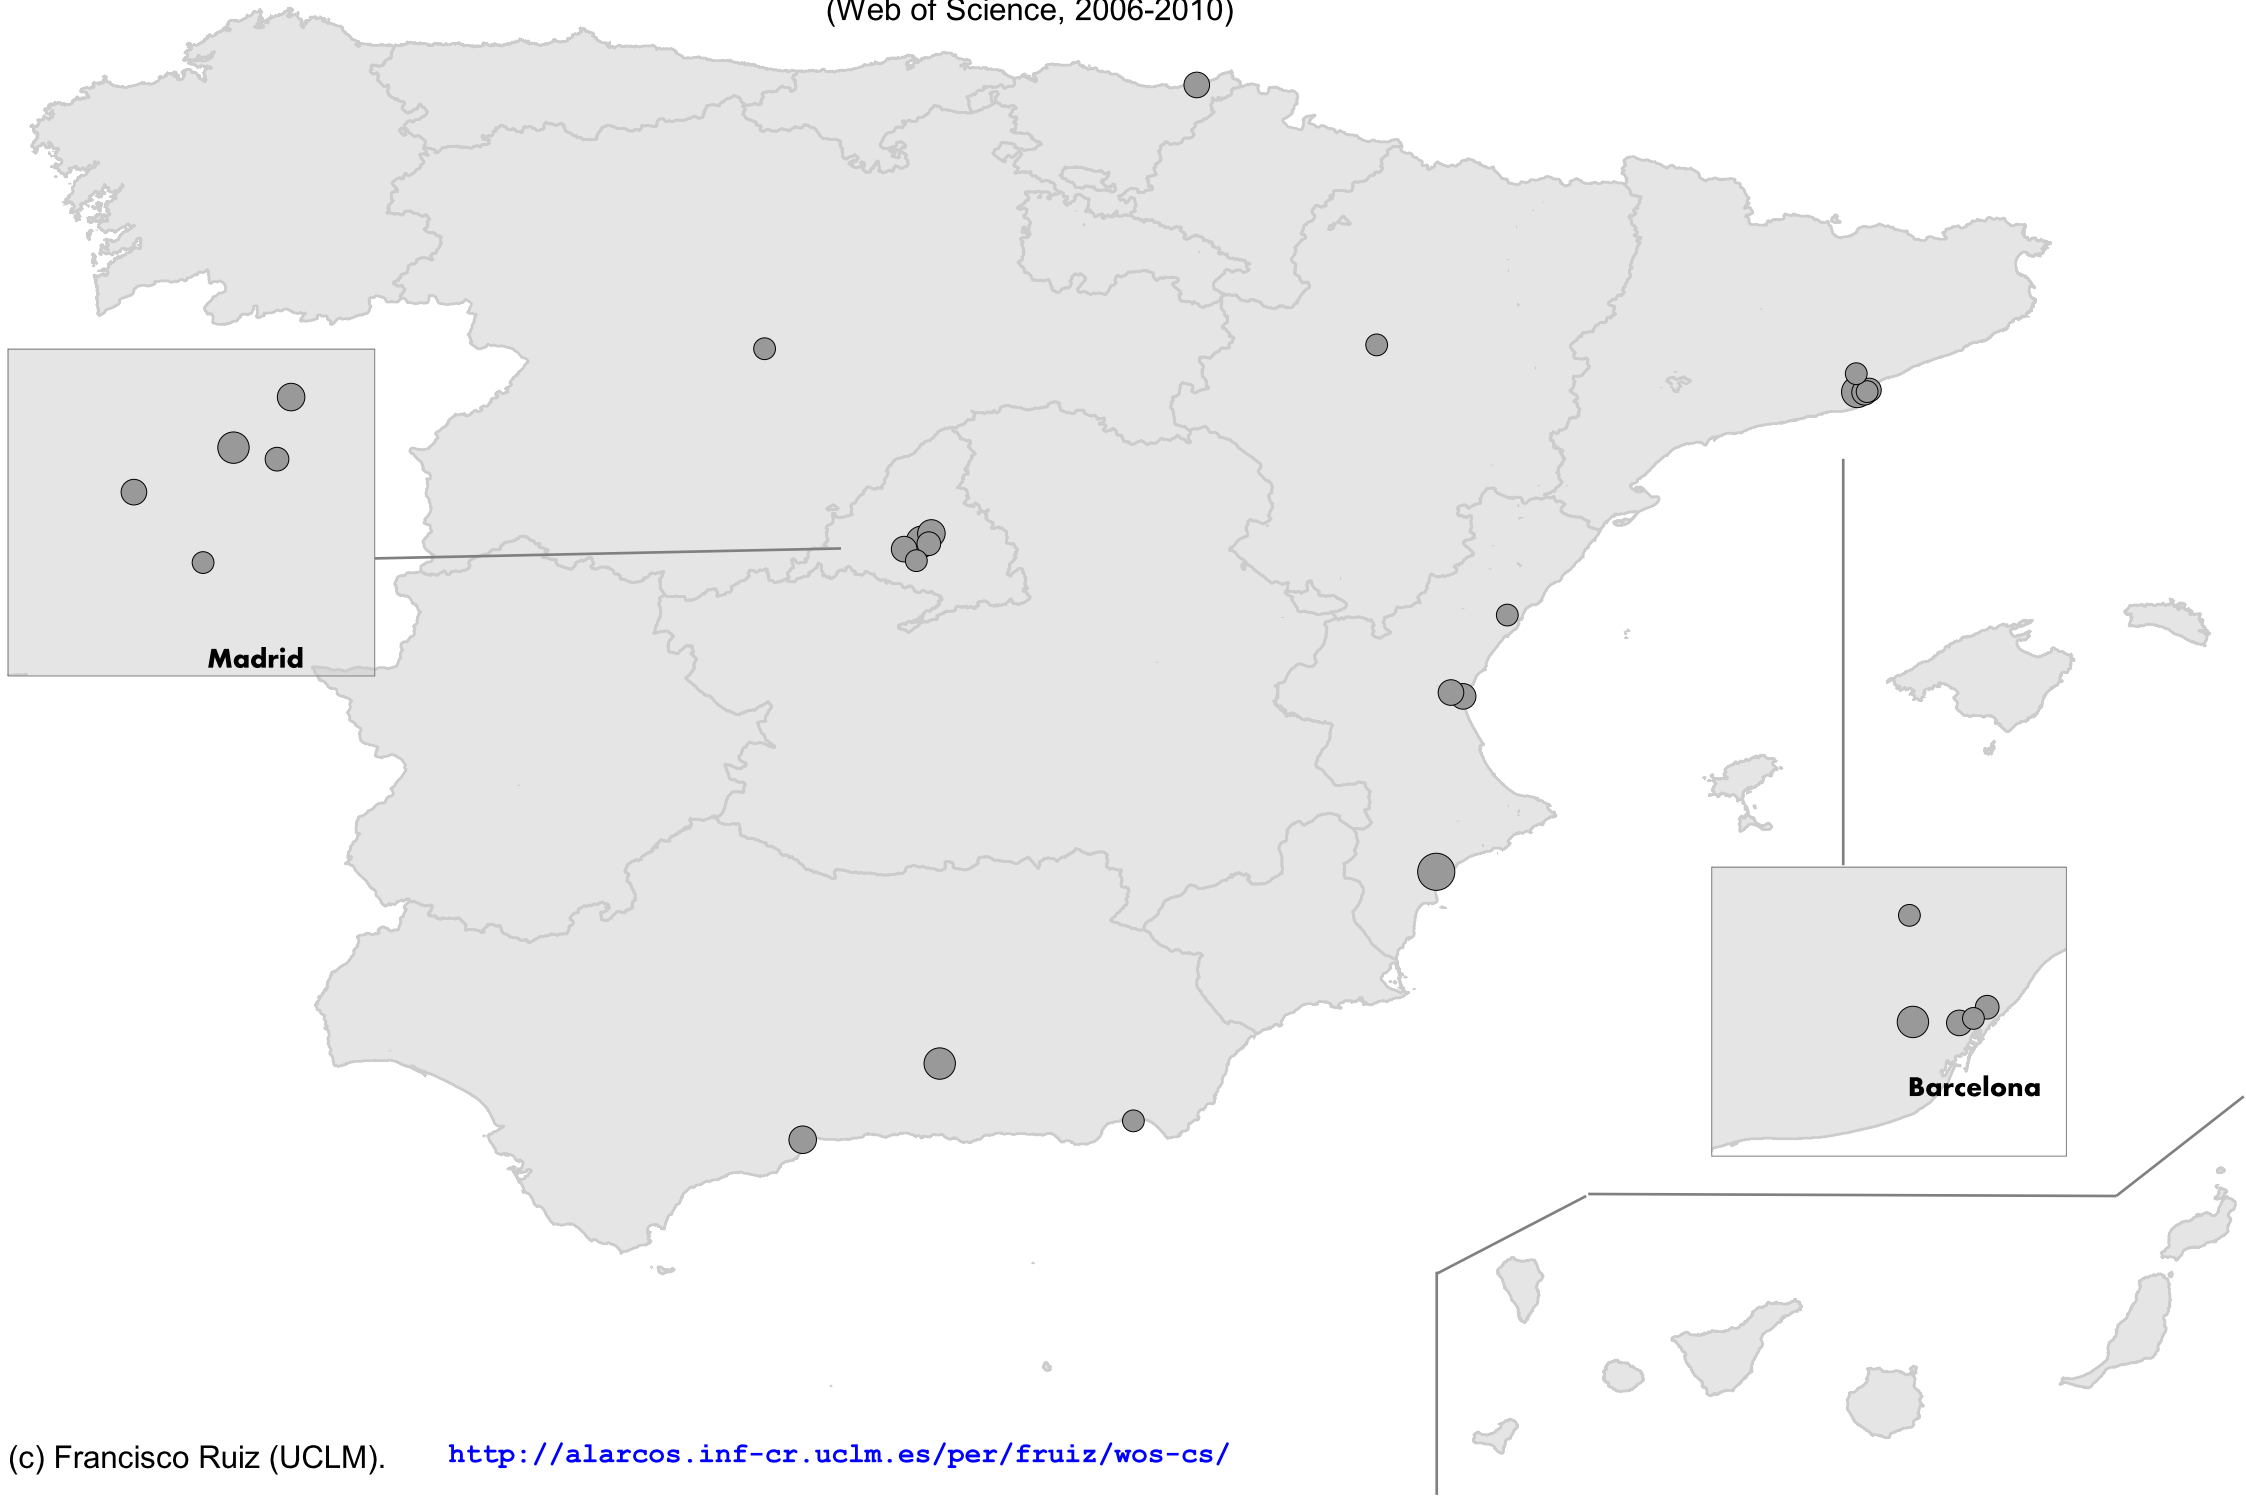 (Web of Science, 2006-2010)
Madrid
Barcelona
(c) Francisco Ruiz (UCLM). http://alarcos.inf-cr.uclm.es/per/fruiz/wos-cs/